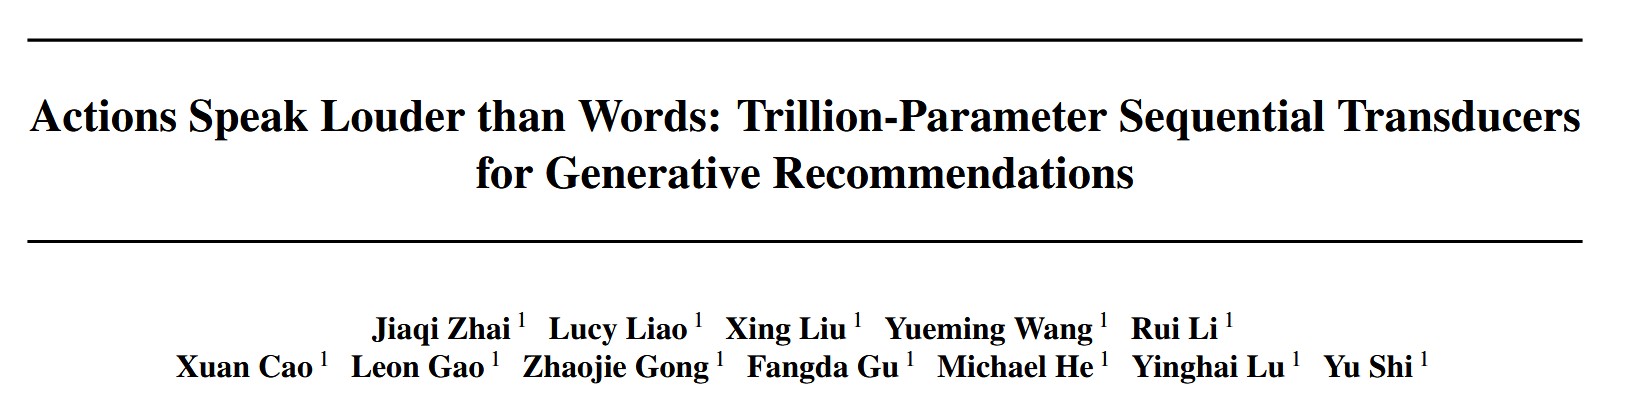 Actions Speak Louder than Words: Trillion-Parameter Sequential Transducers
for Generative Recommendations
Jiaqi Zhai 1 Lucy Liao 1 Xing Liu 1 Yueming Wang 1 Rui Li 1
Xuan Cao 1 Leon Gao 1 Zhaojie Gong 1 Fangda Gu 1 Michael He 1 Yinghai Lu 1 Yu Shi 1